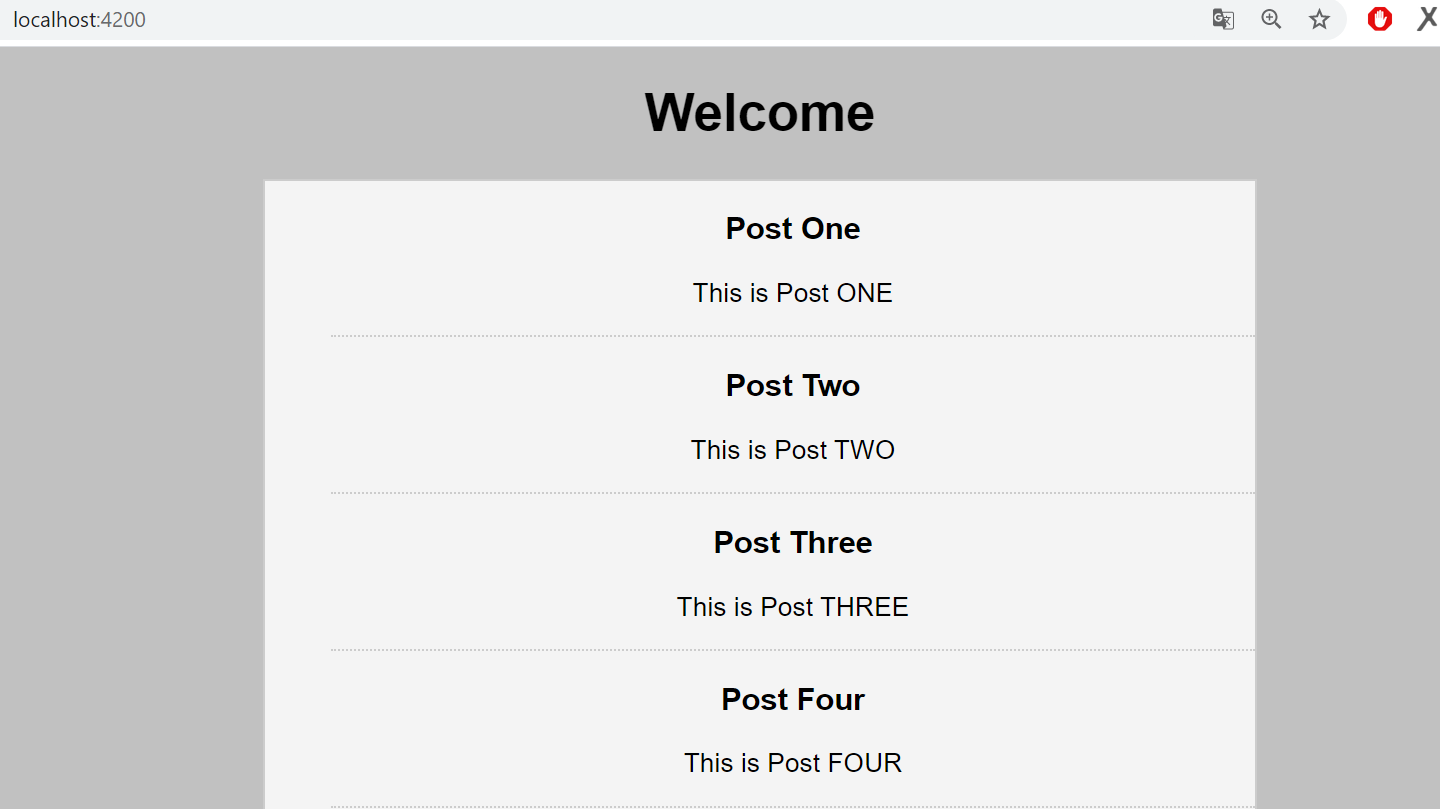 localhost:4200
Welcome
Post One
This is Post ONE
Post Two
This is Post TWO
Post Three
This is Post THREE
Post Four
This is Post FOUR